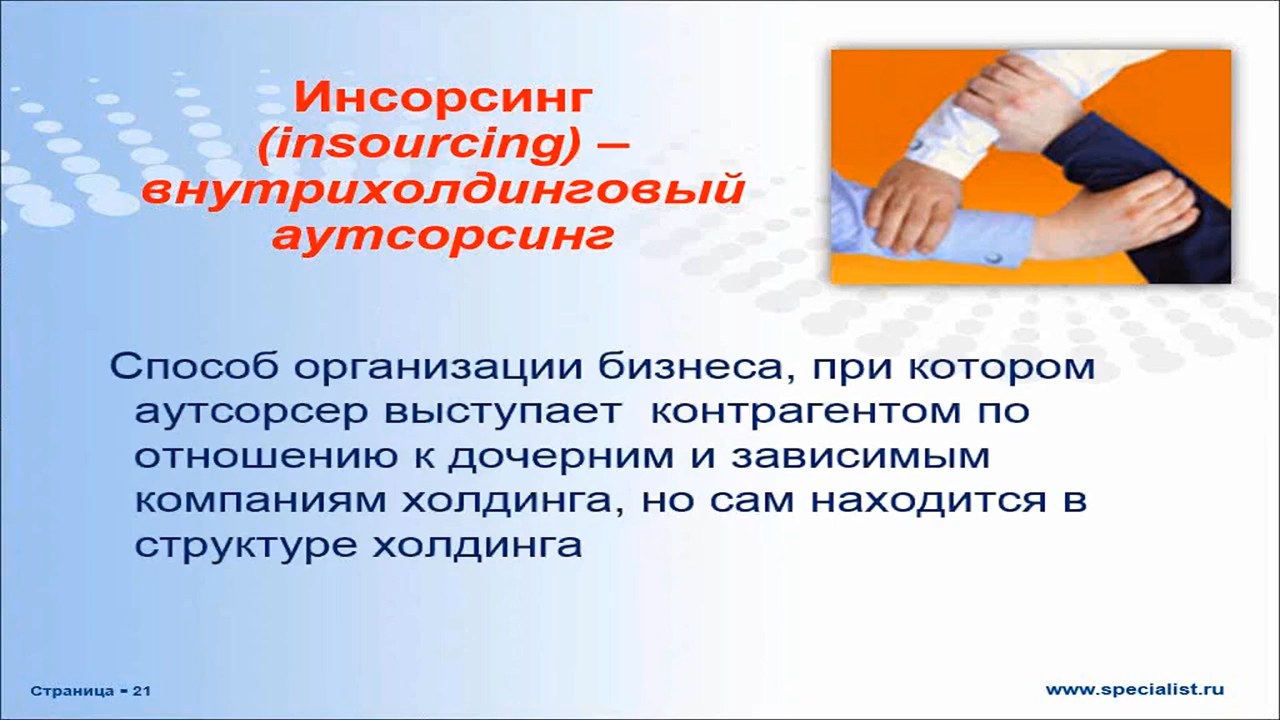 Инсорсинг
(insourcing) –
внутрихолдинговый
аутсорсинг
Способ организации бизнеса, при котором
аутсорсер выступает контрагентом по
отношению к дочерним и зависимым
компаниям холдинга, но сам находится в
структуре холдинга
Страница ▪ 21
www.specialist.ru